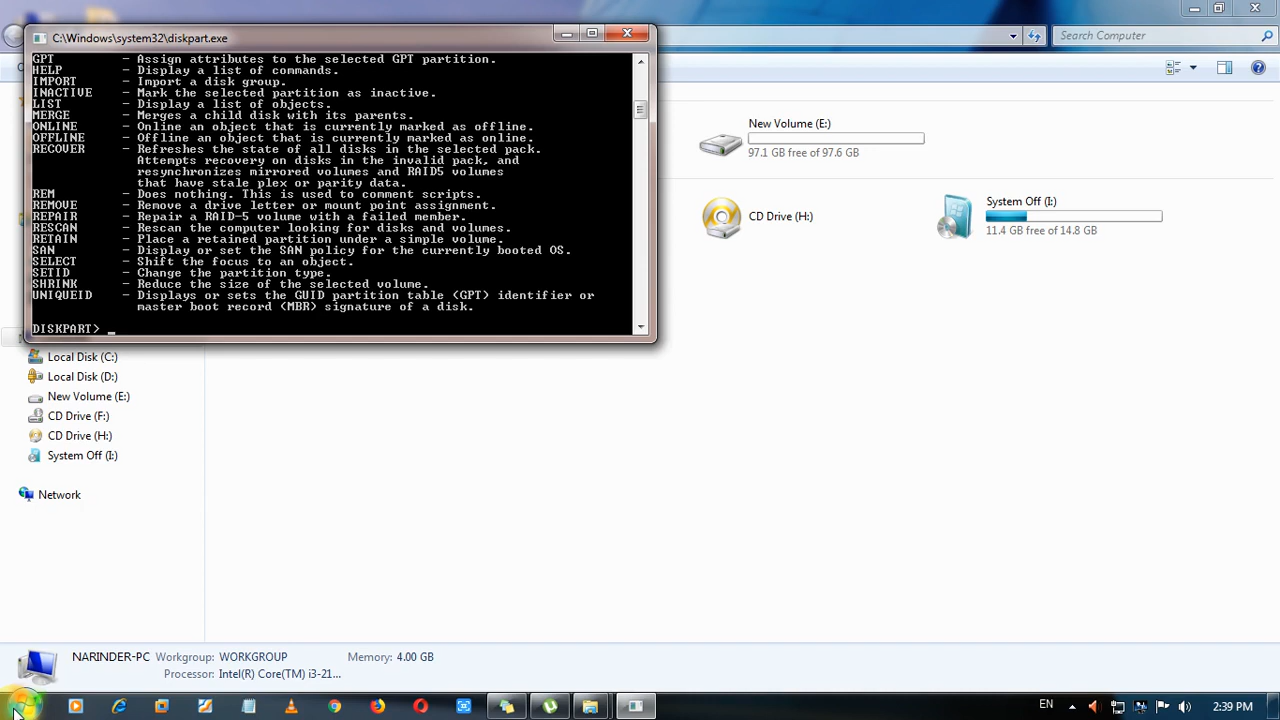 C:\Windows\system32\diskpart.exe
GPT - Assign attributes to the selected GPT partition.
HELP - Display a list of commands.
IMPORT - Import a disk group.
INACTIVE - Mark the selected partition as inactive.
LIST - Display a list of objects.
MERGE - Merges a child disk with its parents.
ONLINE - Online an object that is currently marked as offline.
OFFLINE - Offline an object that is currently marked as online.
RECOVER - Refreshes the state of all disks in the selected pack.
Attempts recovery on disks in the invalid pack, and
resynchronizes mirrored volumes and RAID5 volumes
that have stale plex or parity data.
REM - Does nothing. This is used to comment scripts.
REMOVE - Remove a drive letter or mount point assignment.
REPAIR - Repair a RAID-5 volume with a failed member.
RESCAN - Rescan the computer looking for disks and volumes.
RETAIN - Place a retained partition under a simple volume.
SAN - Display or set the SAN policy for the currently booted OS.
SELECT - Shift the focus to an object.
SETID - Change the partition type.
SHRINK - Reduce the size of the selected volume.
UNIQUEID - Displays or sets the GUID partition table (GPT) identifier or
master boot record (MBR) signature of a disk.
DISKPART> _
Search Computer
New Volume (E:)
97.1 GB free of 97.6 GB
CD Drive (H:)
System Off (I:)
11.4 GB free of 14.8 GB
Local Disk (C:)
Local Disk (D:)
New Volume (E:)
CD Drive (F:)
CD Drive (H:)
System Off (I:)
Network
NARINDER-PC Workgroup: WORKGROUP Memory: 4.00 GB
Processor: Intel(R) Core(TM) i3-21...
EN 2:39 PM